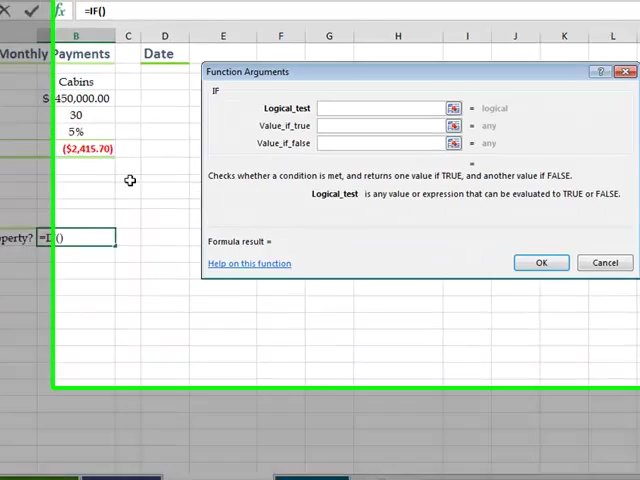 fx =IF()
B C D E F G H I J K L
Monthly Payments Date
Cabins
$ 450,000.00
30
5%
($2,415.70)
operty? =IF()
Function Arguments
IF
Logical_test = logical
Value_if_true = any
Value_if_false = any
=
Checks whether a condition is met, and returns one value if TRUE, and another value if FALSE.
Logical_test is any value or expression that can be evaluated to TRUE or FALSE.
Formula result =
Help on this function OK Cancel